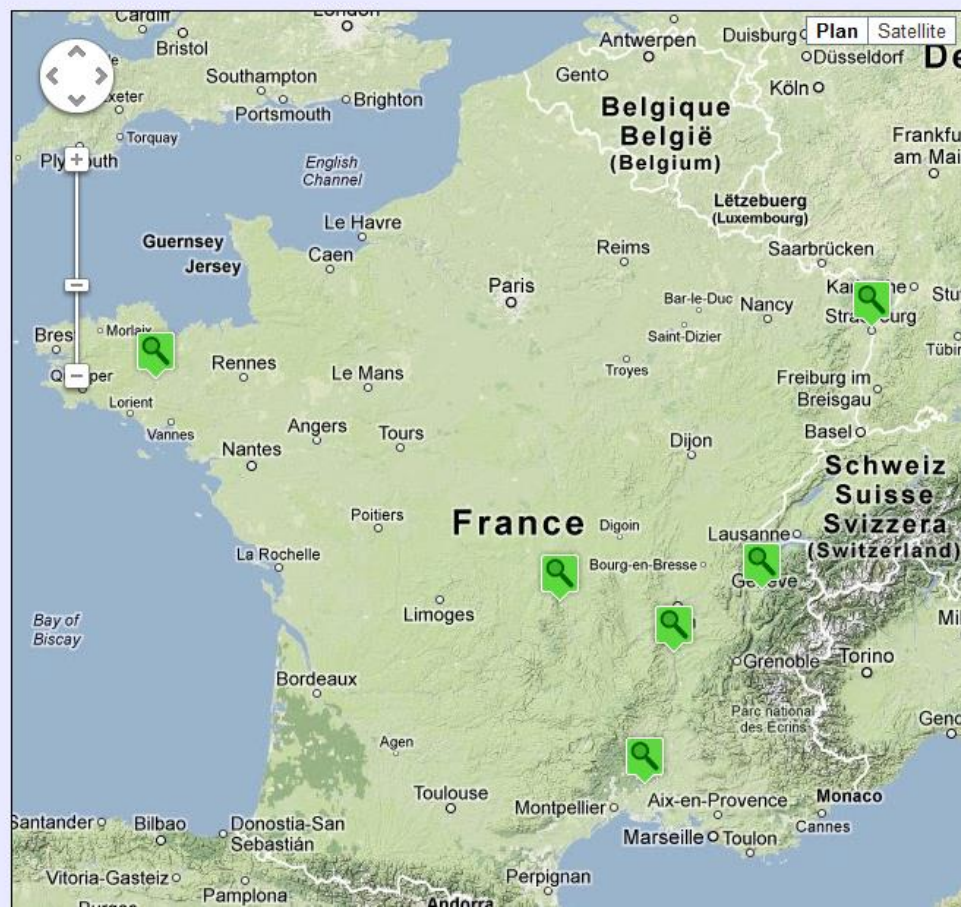 Cardiff
London
Bristol
Antwerpen
Duisburg
Plan
Satellite
Gent
Düsseldorf
Köln
Southampton
Portsmouth
Brighton
Torquay
English
Channel
Belgique
België
(Belgium)
Lëtzebuerg
(Luxembourg)
Guernsey
Jersey
Le Havre
Caen
Reims
Saarbrücken
Paris
Bar-le-Duc
Nancy
Saint-Dizier
Morlaix
Rennes
Le Mans
Troyes
Freiburg im
Breisgau
Lorient
Vannes
Angers
Tours
Nantes
Dijon
Basel
Schweiz
Suisse
Svizzera
(Switzerland)
Poitiers
France
Digoin
Lausanne
La Rochelle
Bourg-en-Bresse
Genève
Limoges
Bay of
Biscay
Grenoble
Torino
Bordeaux
Parc national
des Ecrins
Agen
Toulouse
Montpellier
Aix-en-Provence
Monaco
Cannes
Marseille
Toulon
Santander
Bilbao
Donostia-San
Sebastián
Vitoria-Gasteiz
Pamplona
Perpignan
Andorra